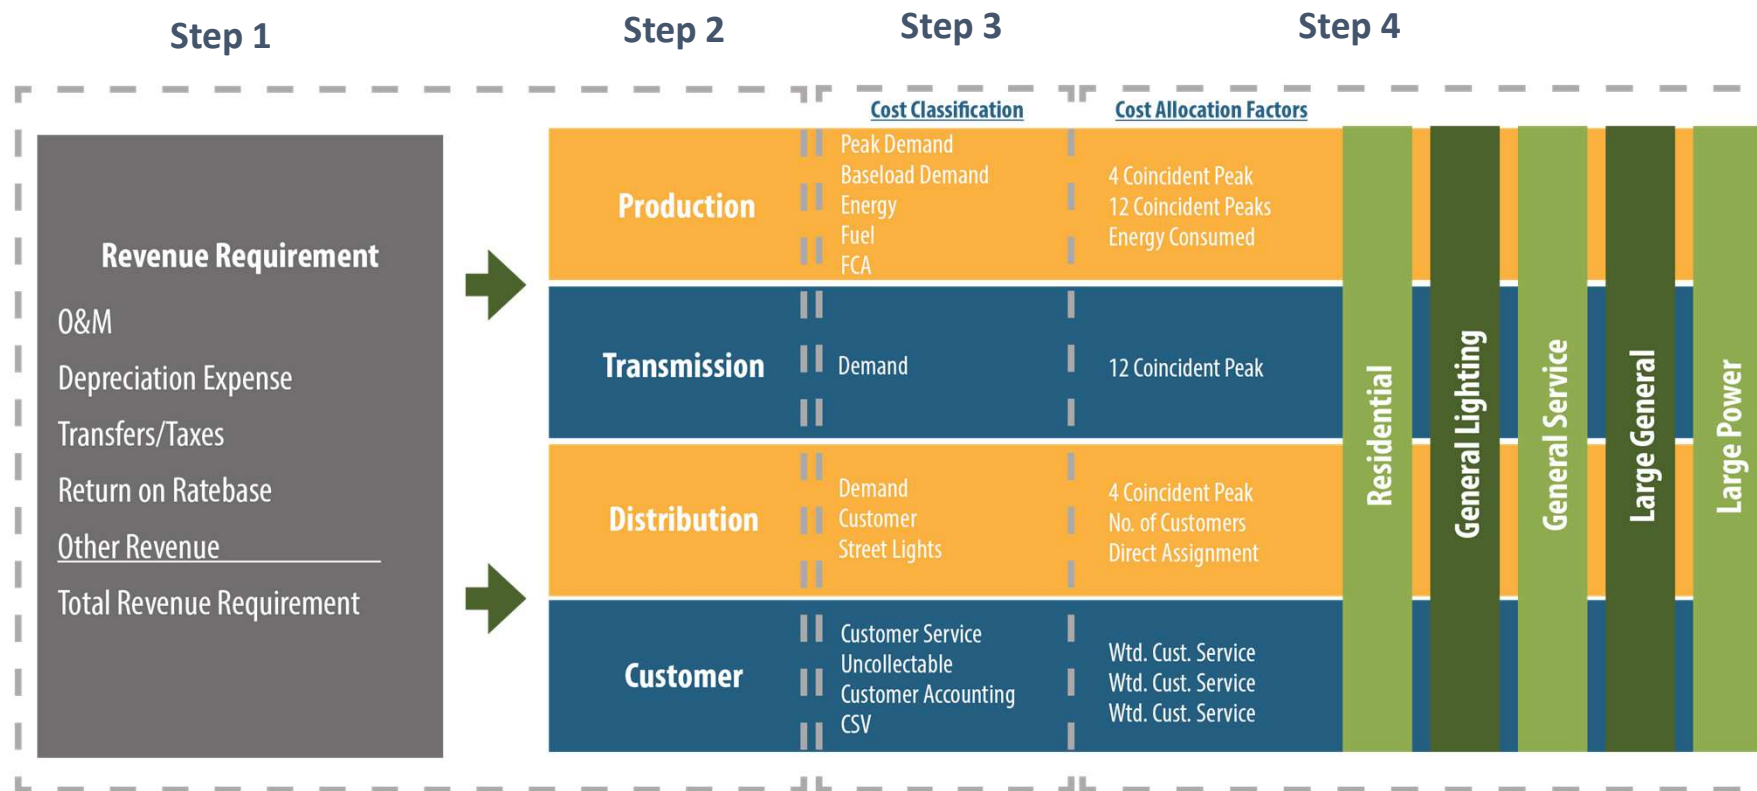 Step 1
Step 2
Step 3
Step 4
Cost Classification
Cost Allocation Factors
Revenue Requirement
O&M
Depreciation Expense
Transfers/Taxes
Return on Ratebase
Other Revenue
Total Revenue Requirement
Production
Peak Demand
Baseload Demand
Energy
Fuel
FCA
4 Coincident Peak
12 Coincident Peaks
Energy Consumed
Transmission
Demand
12 Coincident Peak
Distribution
Demand
Customer
Street Lights
4 Coincident Peak
No. of Customers
Direct Assignment
Customer
Customer Service
Uncollectable
Customer Accounting
CSV
Wtd. Cust. Service
Wtd. Cust. Service
Wtd. Cust. Service
Residential
General Lighting
General Service
Large General
Large Power